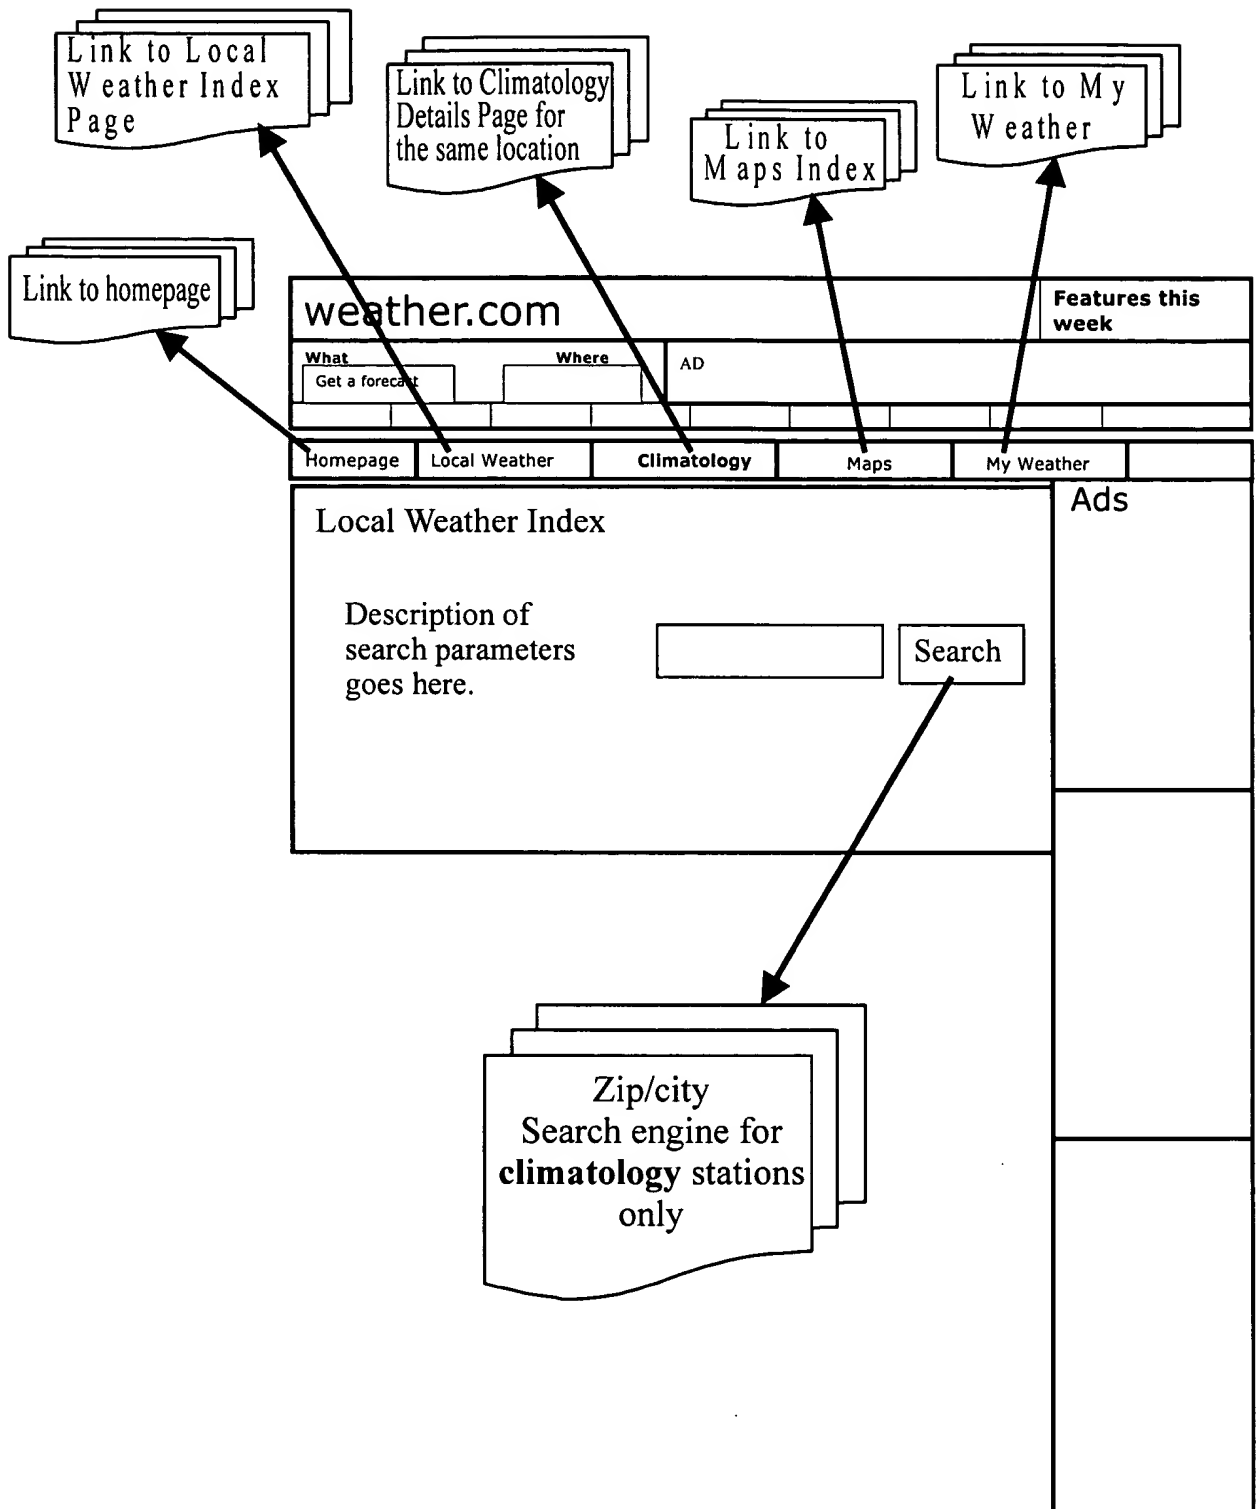 Link to Local
Weather Index
Page
Link to Climatology
Details Page for
the same location
Link to
Maps Index
Link to My
Weather
Link to homepage
weather.com
Features this
week
What
Where
Get a forecast
AD
Homepage
Local Weather
Climatology
Maps
My Weather
Local Weather Index
Ads
Description of
search parameters
goes here.
Search
Zip/city
Search engine for
climatology stations
only